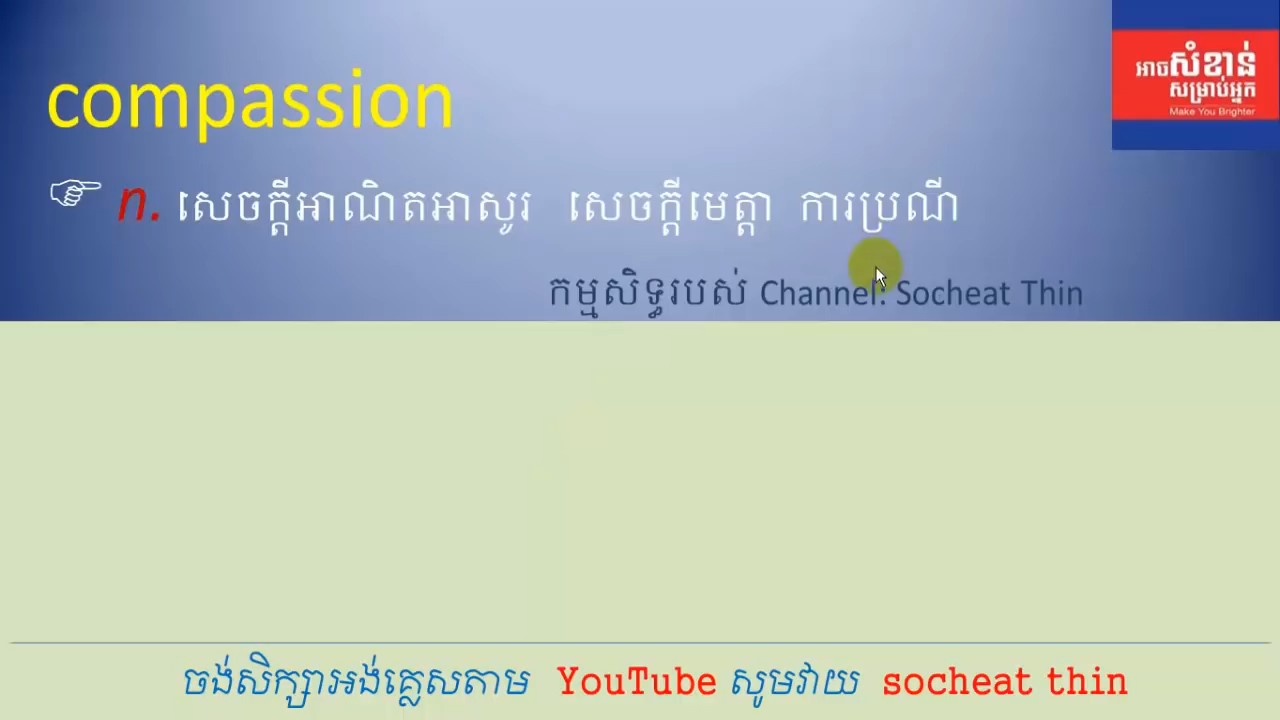 compassion
អាចសំខាន់
សម្រាប់អ្នក
Make You Brighter
n. សេចក្ដីអាណិតអាសូរ សេចក្ដីមេត្តា ការប្រណី
កម្មសិទ្ធរបស់ Channel: Socheat Thin
ចង់សិក្សាអង់គ្លេសតាម YouTube សូមវាយ socheat thin